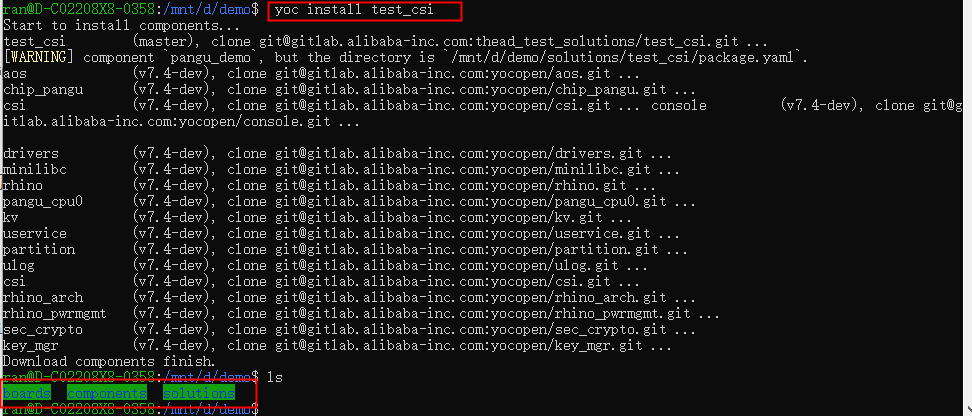 ran@D-C02208X8-0358:/mnt/d/demo$ yoc install test_csi
Start to install components...
test_csi (master), clone git@gitlab.alibaba-inc.com:thead_test_solutions/test_csi.git ...
[WARNING] component `pangu_demo`, but the directory is `/mnt/d/demo/solutions/test_csi/package.yaml`.
aos (v7.4-dev), clone git@gitlab.alibaba-inc.com:yocopen/aos.git ...
chip_pangu (v7.4-dev), clone git@gitlab.alibaba-inc.com:yocopen/chip_pangu.git ...
csi (v7.4-dev), clone git@gitlab.alibaba-inc.com:yocopen/csi.git ... console (v7.4-dev), clone git@g
itlab.alibaba-inc.com:yocopen/console.git ...
drivers (v7.4-dev), clone git@gitlab.alibaba-inc.com:yocopen/drivers.git ...
minilibc (v7.4-dev), clone git@gitlab.alibaba-inc.com:yocopen/minilibc.git ...
rhino (v7.4-dev), clone git@gitlab.alibaba-inc.com:yocopen/rhino.git ...
pangu_cpu0 (v7.4-dev), clone git@gitlab.alibaba-inc.com:yocopen/pangu_cpu0.git ...
kv (v7.4-dev), clone git@gitlab.alibaba-inc.com:yocopen/kv.git ...
uservice (v7.4-dev), clone git@gitlab.alibaba-inc.com:yocopen/uservice.git ...
partition (v7.4-dev), clone git@gitlab.alibaba-inc.com:yocopen/partition.git ...
ulog (v7.4-dev), clone git@gitlab.alibaba-inc.com:yocopen/ulog.git ...
csi (v7.4-dev), clone git@gitlab.alibaba-inc.com:yocopen/csi.git ...
rhino_arch (v7.4-dev), clone git@gitlab.alibaba-inc.com:yocopen/rhino_arch.git ...
rhino_pwrmgmt (v7.4-dev), clone git@gitlab.alibaba-inc.com:yocopen/rhino_pwrmgmt.git ...
sec_crypto (v7.4-dev), clone git@gitlab.alibaba-inc.com:yocopen/sec_crypto.git ...
key_mgr (v7.4-dev), clone git@gitlab.alibaba-inc.com:yocopen/key_mgr.git ...
Download components finish.
ran@D-C02208X8-0358:/mnt/d/demo$ ls
boards components solutions
ran@D-C02208X8-0358:/mnt/d/demo$